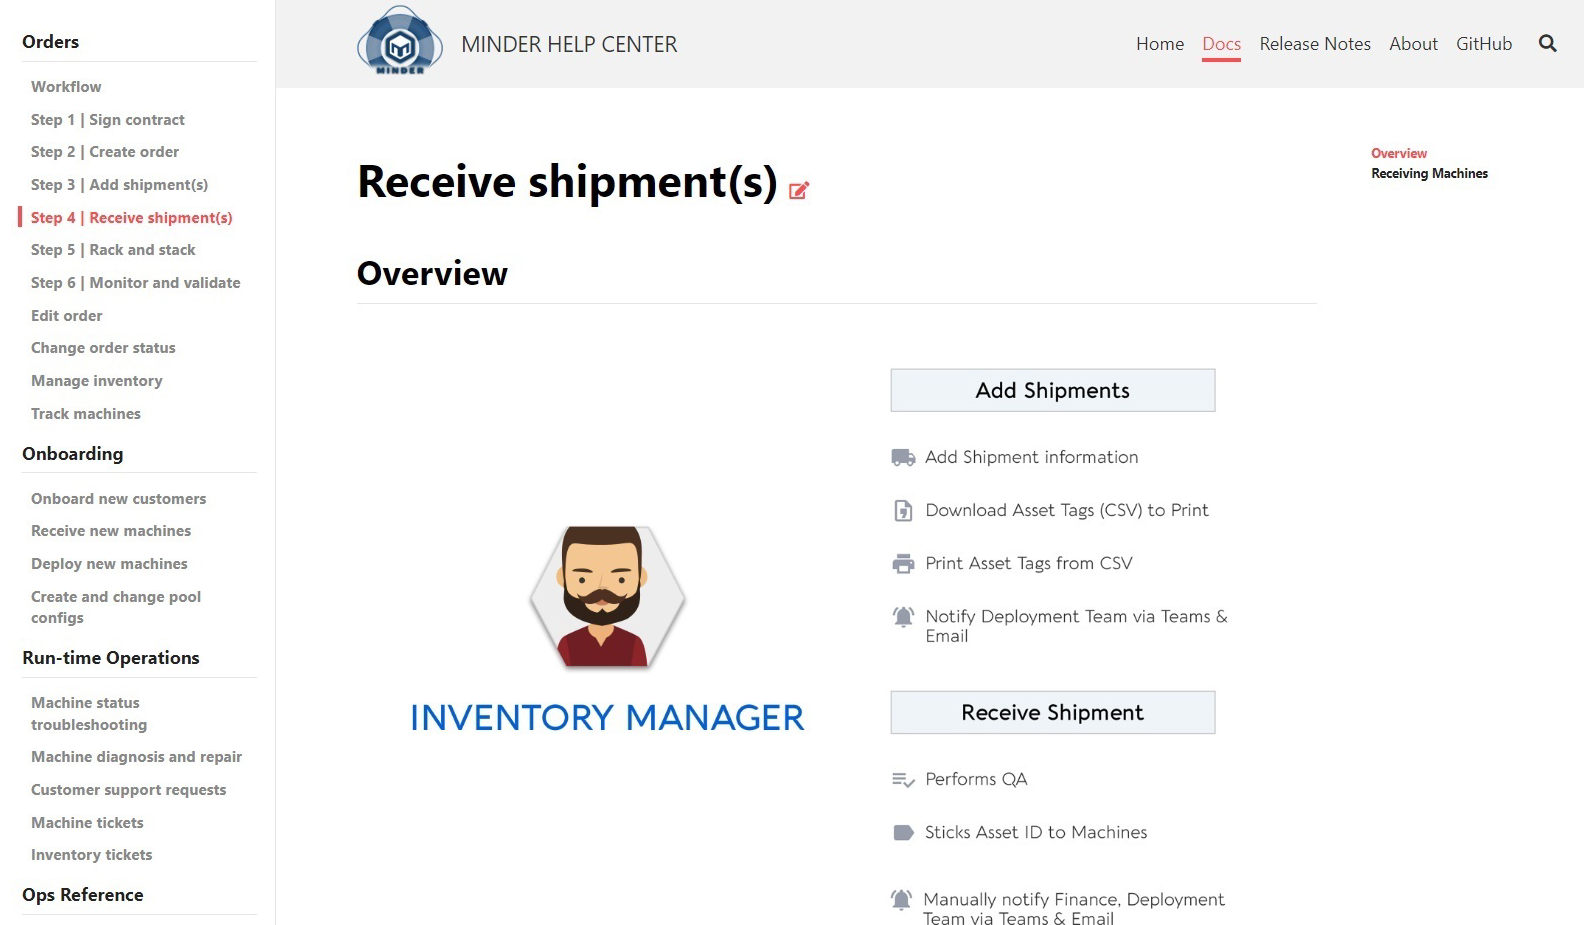 Orders
Workflow
Step 1 | Sign contract
Step 2 | Create order
Step 3 | Add shipment(s)
Step 4 | Receive shipment(s)
Step 5 | Rack and stack
Step 6 | Monitor and validate
Edit order
Change order status
Manage inventory
Track machines
Onboarding
Onboard new customers
Receive new machines
Deploy new machines
Create and change pool
configs
Run-time Operations
Machine status
troubleshooting
Machine diagnosis and repair
Customer support requests
Machine tickets
Inventory tickets
Ops Reference
MINDER
MINDER HELP CENTER
Home Docs Release Notes About GitHub
Receive shipment(s)
Overview
INVENTORY MANAGER
Add Shipments
Add Shipment information
Download Asset Tags (CSV) to Print
Print Asset Tags from CSV
Notify Deployment Team via Teams &
Email
Receive Shipment
Performs QA
Sticks Asset ID to Machines
Manually notify Finance, Deployment
Team via Teams & Email
Overview
Receiving Machines